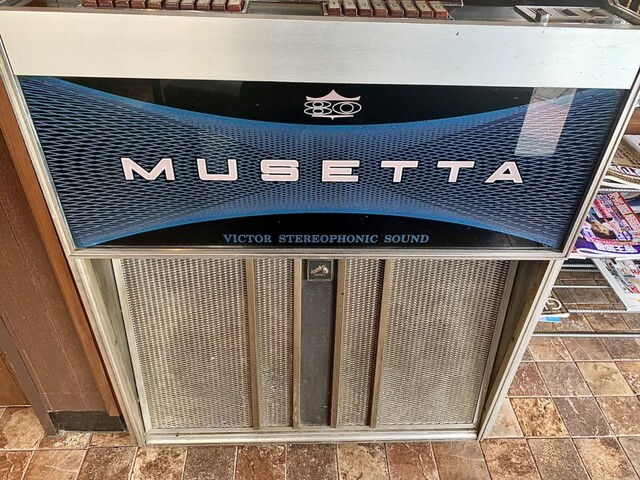 80
MUSETTA
VICTOR STEREOPHONIC SOUND